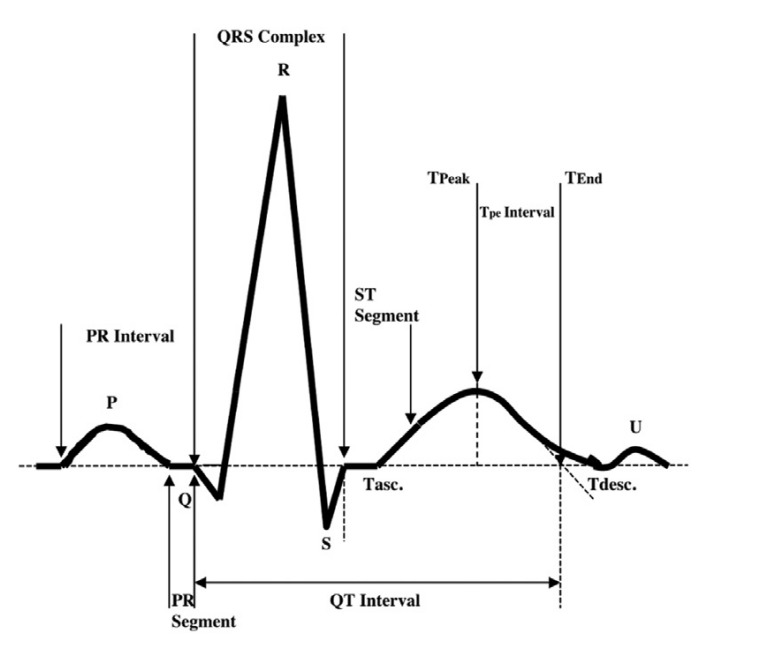 QRS Complex
R
TPeak
TEnd
Tpe Interval
ST
Segment
PR Interval
P
U
Q
Tasc.
Tdesc.
S
PR
Segment
QT Interval